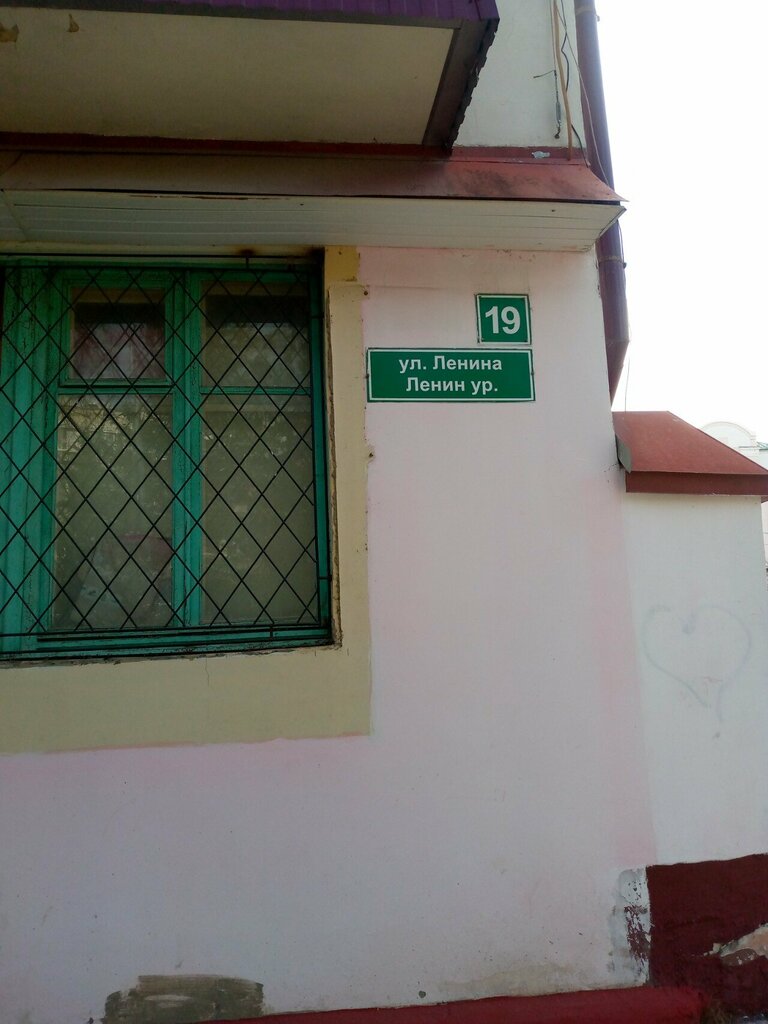 19
ул. Ленина
Ленин ур.